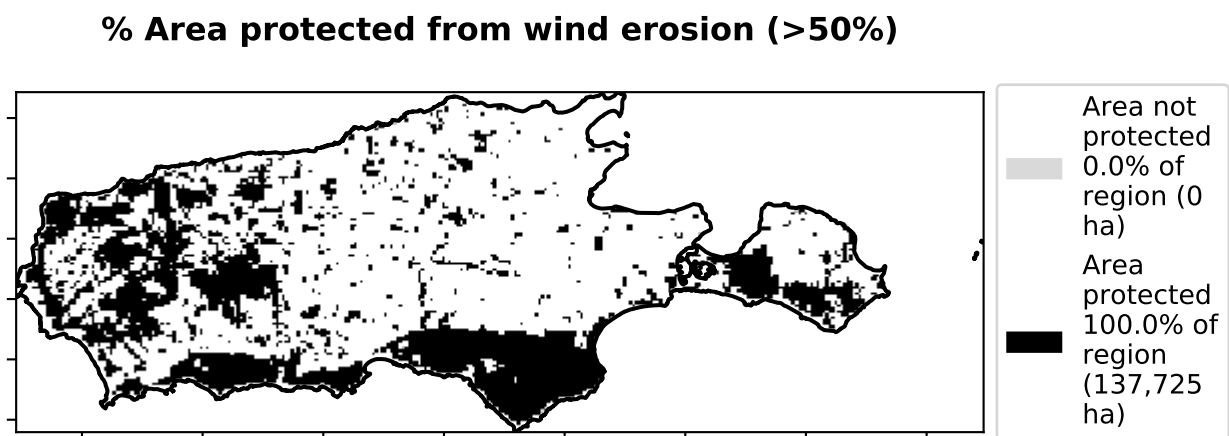 % Area protected from wind erosion (>50%)
Area not
protected
0.0% of
region (0
ha)
Area
protected
100.0% of
region
(137,725
ha)